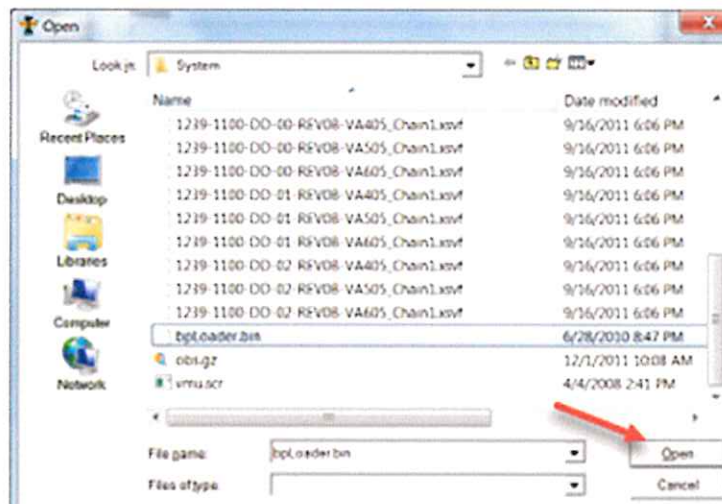 Open
Look in: System
Name Date modified
1239-1100-DO-00-REV08-VA405_Chain1.xsvf 9/16/2011 6:06 PM
1239-1100-DO-00-REV08-VA505_Chain1.xsvf 9/16/2011 6:06 PM
1239-1100-DO-00-REV08-VA605_Chain1.xsvf 9/16/2011 6:06 PM
1239-1100-DO-01-REV08-VA405_Chain1.xsvf 9/16/2011 6:06 PM
1239-1100-DO-01-REV08-VA505_Chain1.xsvf 9/16/2011 6:06 PM
1239-1100-DO-01-REV08-VA605_Chain1.xsvf 9/16/2011 6:06 PM
1239-1100-DO-02-REV08-VA405_Chain1.xsvf 9/16/2011 6:06 PM
1239-1100-DO-02-REV08-VA505_Chain1.xsvf 9/16/2011 6:06 PM
1239-1100-DO-02-REV08-VA605_Chain1.xsvf 9/16/2011 6:06 PM
bpLoader.bin 6/28/2010 8:47 PM
obs.gz 12/1/2011 10:08 AM
vmu.scr 4/4/2008 2:41 PM
Recent Places
Desktop
Libraries
Computer
Network
File name: bpLoader.bin Open
Files of type: Cancel